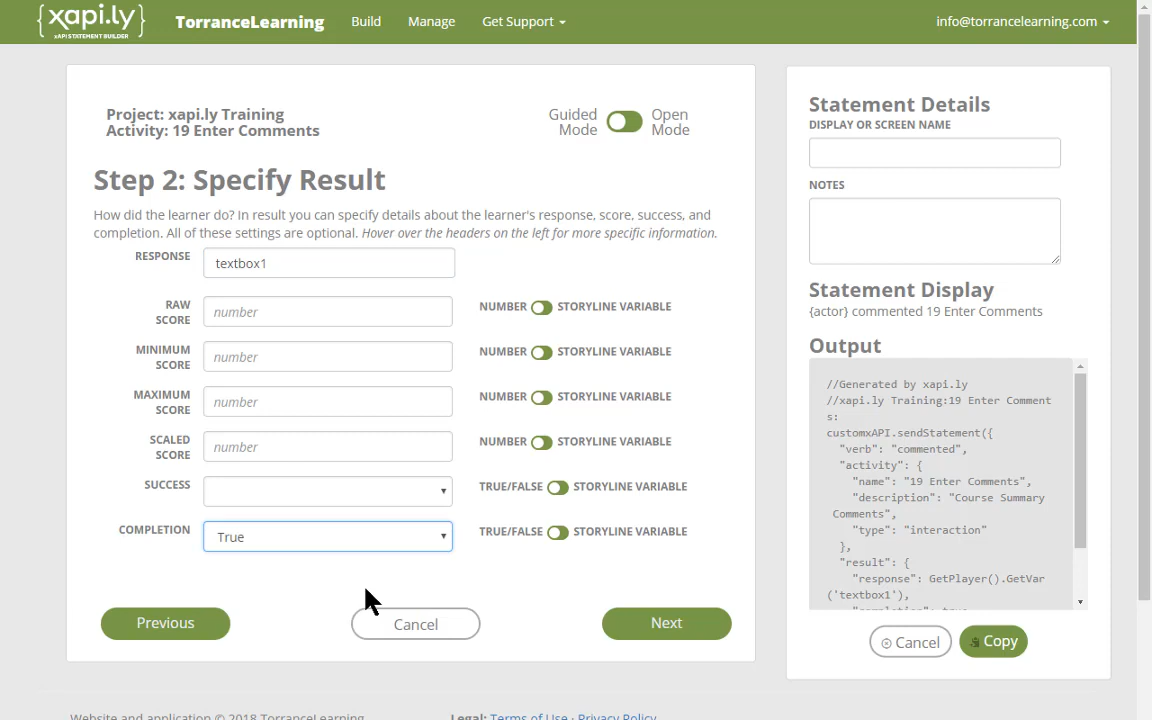 {xapi.ly}
xAPI STATEMENT BUILDER
TorranceLearning
Build
Manage
Get Support
info@torrancelearning.com
Project: xapi.ly Training
Activity: 19 Enter Comments
Guided Mode
Open Mode
Step 2: Specify Result
How did the learner do? In result you can specify details about the learner's response, score, success, and
completion. All of these settings are optional. Hover over the headers on the left for more specific information.
RESPONSE
textbox1
RAW SCORE
number
NUMBER
STORYLINE VARIABLE
MINIMUM SCORE
number
NUMBER
STORYLINE VARIABLE
MAXIMUM SCORE
number
NUMBER
STORYLINE VARIABLE
SCALED SCORE
number
NUMBER
STORYLINE VARIABLE
SUCCESS
TRUE/FALSE
STORYLINE VARIABLE
COMPLETION
True
TRUE/FALSE
STORYLINE VARIABLE
Previous
Cancel
Next
Statement Details
DISPLAY OR SCREEN NAME
NOTES
Statement Display
{actor} commented 19 Enter Comments
Output
//Generated by xapi.ly
//xapi.ly Training:19 Enter Comment
s:
customxAPI.sendStatement({
"verb": "commented",
"activity": {
"name": "19 Enter Comments",
"description": "Course Summary
Comments",
"type": "interaction"
},
"result": {
"response": GetPlayer().GetVar
('textbox1'),
"completion": true
Cancel
Copy
Website and application © 2018 TorranceLearning
Legal: Terms of Use · Privacy Policy